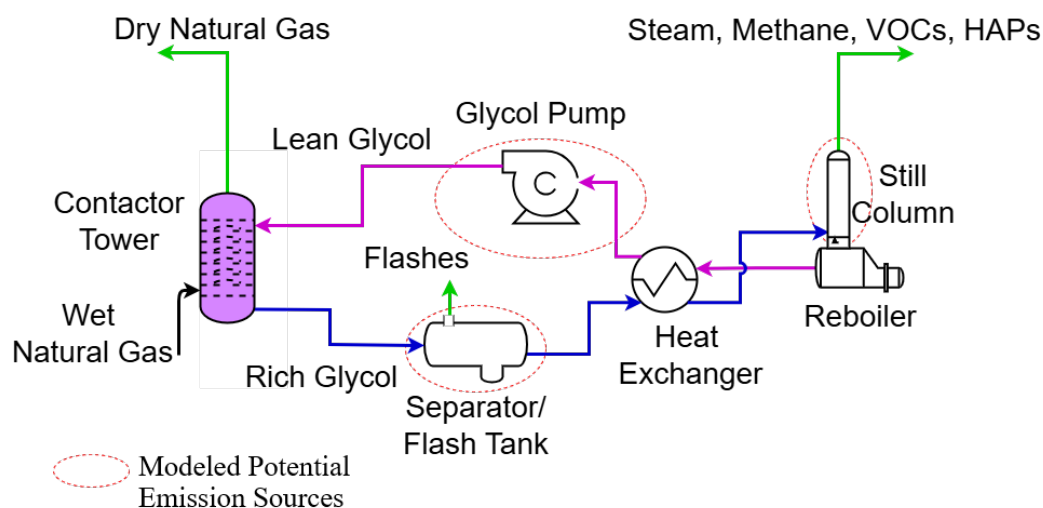 Dry Natural Gas
Steam, Methane, VOCs, HAPs
Glycol Pump
Lean Glycol
C
Still
Column
Contactor
Tower
Flashes
Wet
Natural Gas
Rich Glycol
Heat
Exchanger
Reboiler
Separator/
Flash Tank
Modeled Potential
Emission Sources